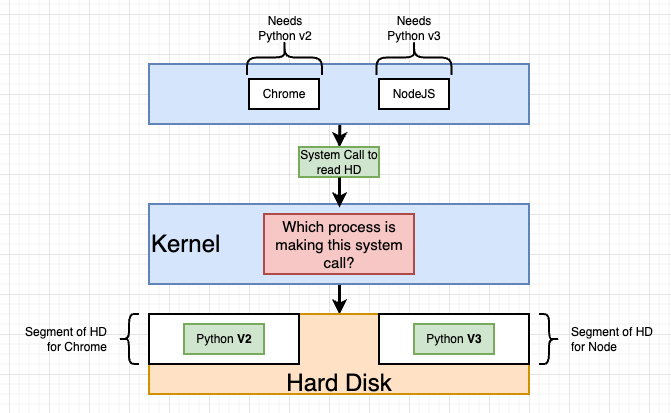 Needs
Python v2
Needs
Python v3
Chrome
NodeJS
System Call to
read HD
Kernel
Which process is
making this system
call?
Segment of HD
for Chrome
Python V2
Python V3
Segment of HD
for Node
Hard Disk